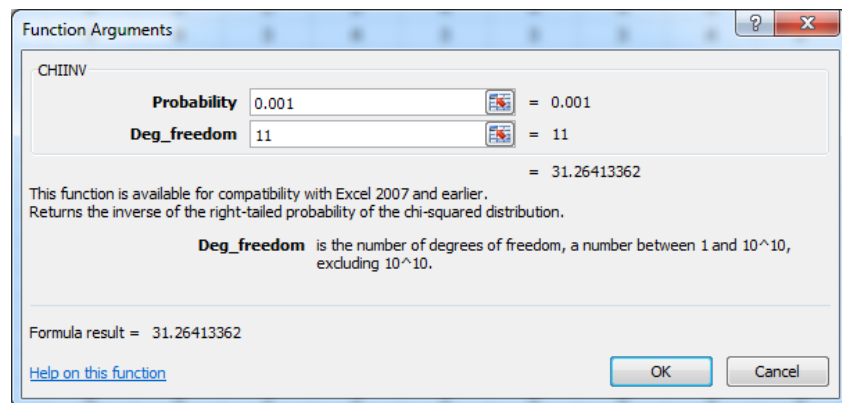 Function Arguments
CHIINV
Probability 0.001 = 0.001
Deg_freedom 11 = 11
= 31.26413362
This function is available for compatibility with Excel 2007 and earlier.
Returns the inverse of the right-tailed probability of the chi-squared distribution.
Deg_freedom is the number of degrees of freedom, a number between 1 and 10^10,
excluding 10^10.
Formula result = 31.26413362
Help on this function OK Cancel